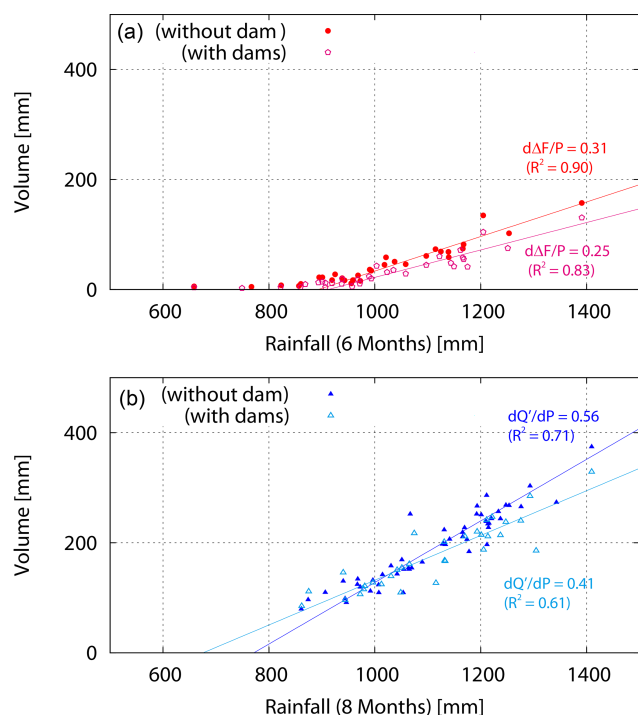 (a)
(without dam )
(with dams)
400
200
0
Volume [mm]
dΔF/P = 0.31
(R² = 0.90)
dΔF/P = 0.25
(R² = 0.83)
600 800 1000 1200 1400
Rainfall (6 Months) [mm]
(b)
(without dam)
(with dams)
400
200
0
Volume [mm]
dQ'/dP = 0.56
(R² = 0.71)
dQ'/dP = 0.41
(R² = 0.61)
600 800 1000 1200 1400
Rainfall (8 Months) [mm]